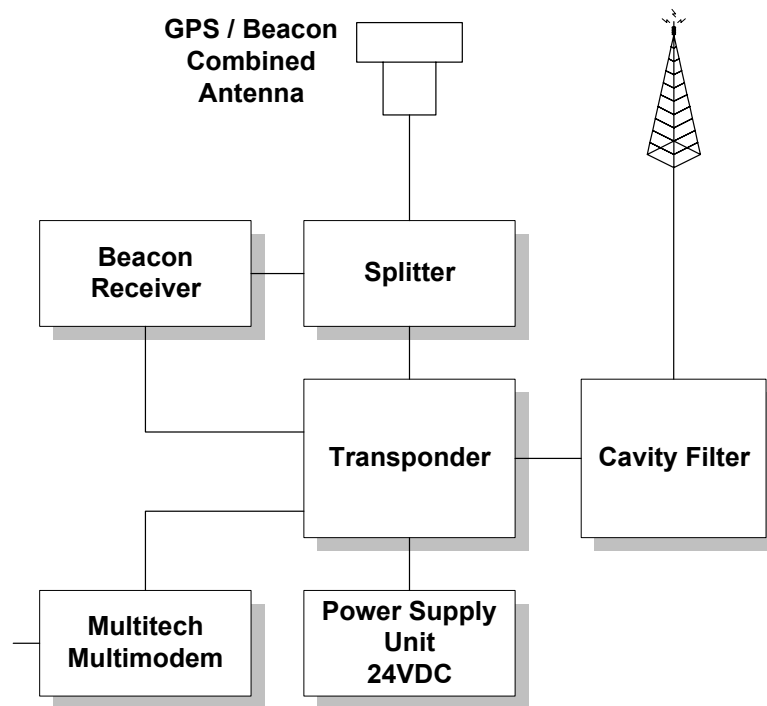 GPS / Beacon
Combined
Antenna
Beacon
Receiver
Splitter
Transponder
Cavity Filter
Multitech
Multimodem
Power Supply
Unit
24VDC